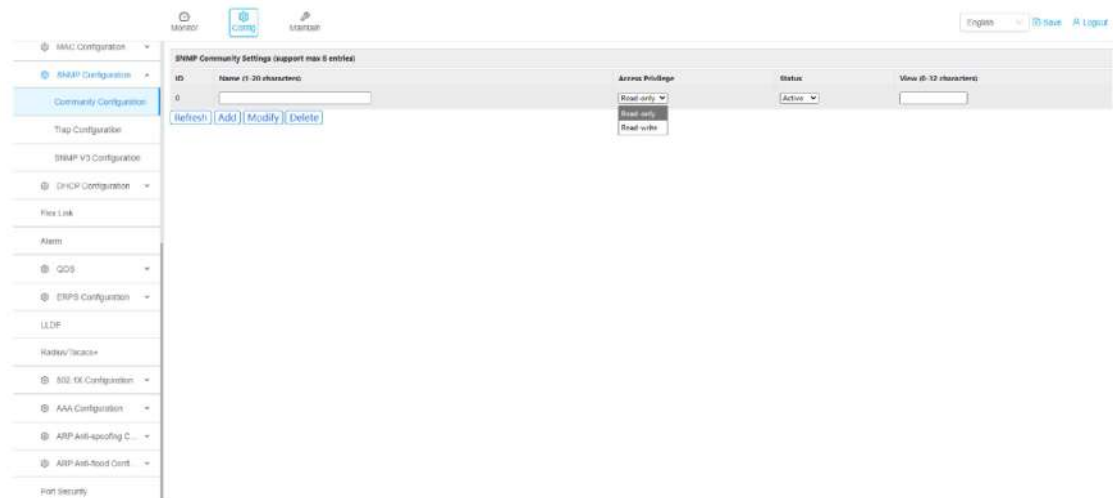 Monitor
Config
Maintain
English
Save
Logout
MAC Configuration
SNMP Configuration
Community Configuration
Trap Configuration
SNMP V3 Configuration
DHCP Configuration
Flex Link
Alarm
QOS
ERPS Configuration
ULDP
Radius/Tacacs+
802.1X Configuration
AAA Configuration
ARP Anti-spoofing C...
ARP Anti-flood Conf...
Port Security
SNMP Community Settings (support max 6 entries)
ID Name (1-20 characters) Access Privilege Status View (0-32 characters)
0 Read-only Active
Read-only
Read-write
Refresh Add Modify Delete